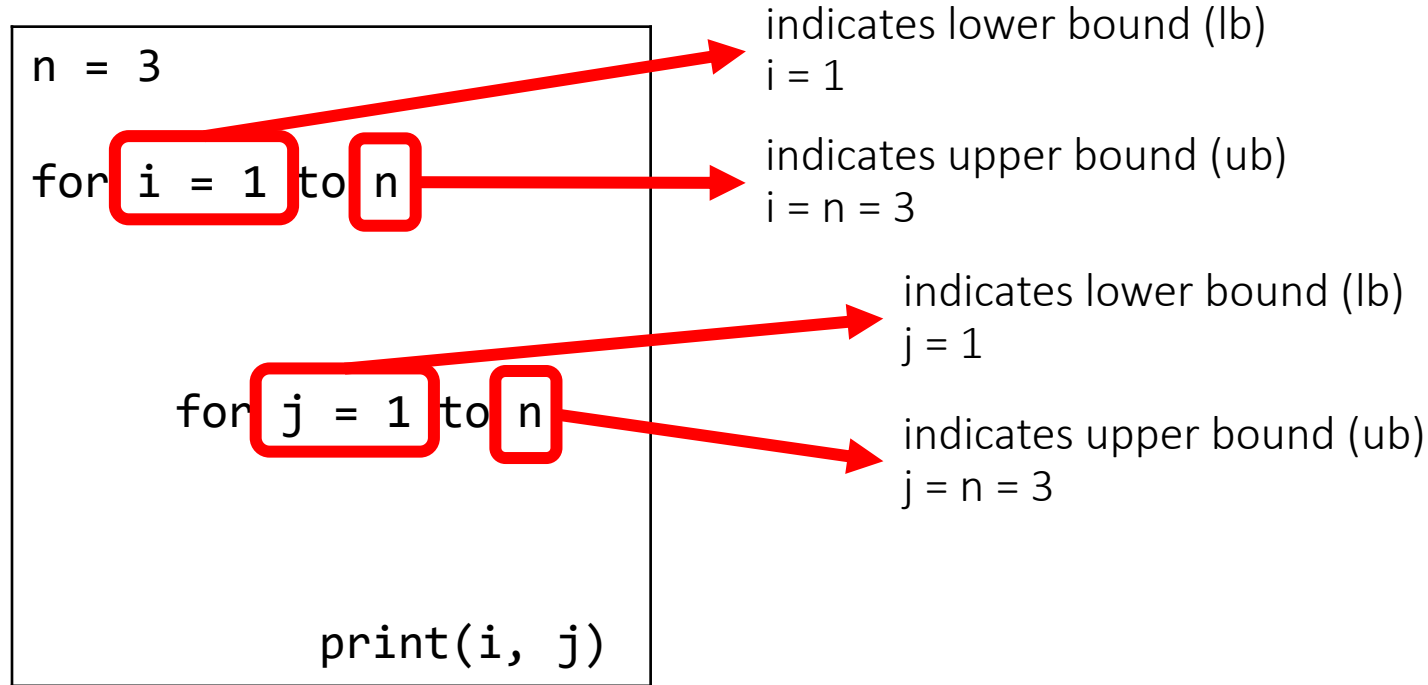 n = 3
for i = 1 to n
for j = 1 to n
print(i, j)
indicates lower bound (lb)
i = 1
indicates upper bound (ub)
i = n = 3
indicates lower bound (lb)
j = 1
indicates upper bound (ub)
j = n = 3